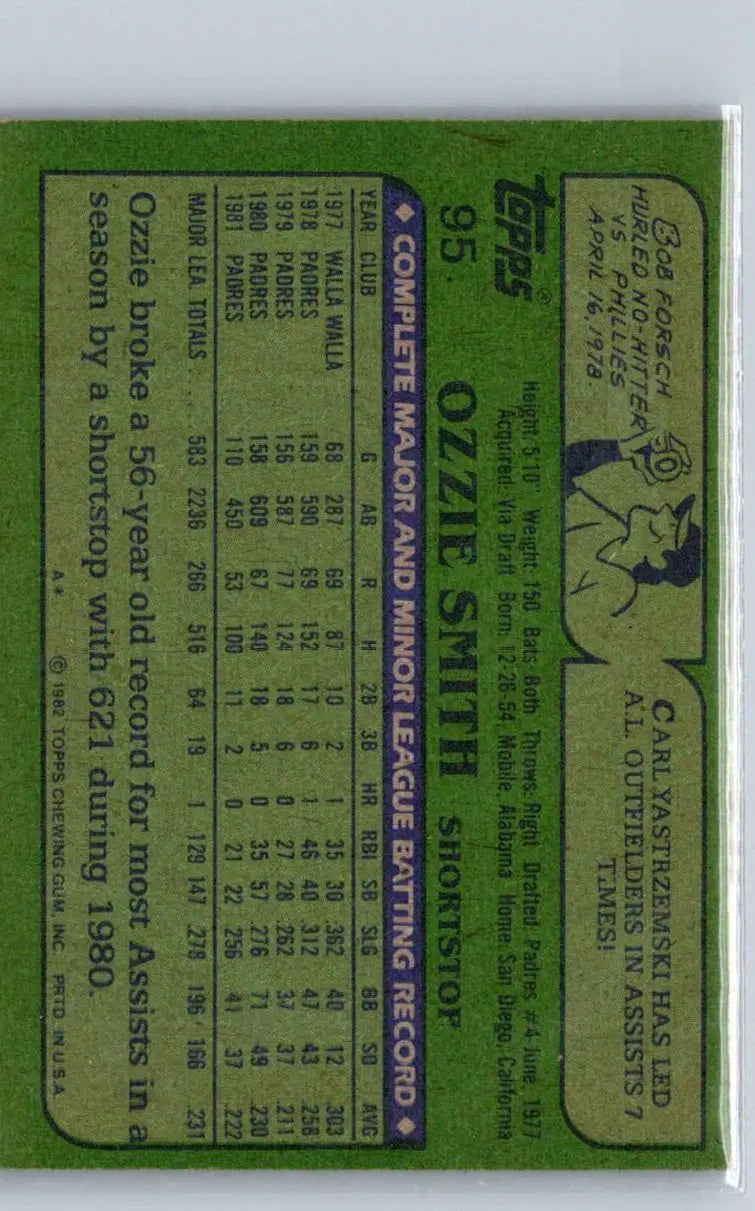 BOB FORSCH
HURLED NO-HITTER
VS. PHILLIES
APRIL 16, 1978
CARL YASTRZEMSKI HAS LED
A.L. OUTFIELDERS IN ASSISTS 7
TIMES!
topps®
95.
Height: 5'10" Weight: 150 Bats: Both Throws: Right Drafted: Padres #4-June, 1977
Acquired: Via Draft Born: 12-26-54, Mobile, Alabama Home: San Diego, California
OZZIE SMITH SHORTSTOP
◆ COMPLETE MAJOR AND MINOR LEAGUE BATTING RECORD ◆
YEAR CLUB G AB R H 2B 3B HR RBI SB SLG BB SO AVG
1977 WALLA WALLA 68 287 69 87 10 2 1 35 30 .362 40 12 .303
1978 PADRES 159 590 69 152 17 6 1 46 40 .312 47 43 .258
1979 PADRES 156 587 77 124 18 6 0 27 28 .262 37 37 .211
1980 PADRES 158 609 67 140 18 5 0 35 57 .276 71 49 .230
1981 PADRES 110 450 53 100 11 2 0 21 22 .256 41 37 .222
MAJOR LEA. TOTALS .... 583 2236 266 516 64 19 1 129 147 .278 196 166 .231
Ozzie broke a 56-year old record for most Assists in a
season by a shortstop with 621 during 1980.
A* © 1982 TOPPS CHEWING GUM, INC. PRTD. IN U.S.A.